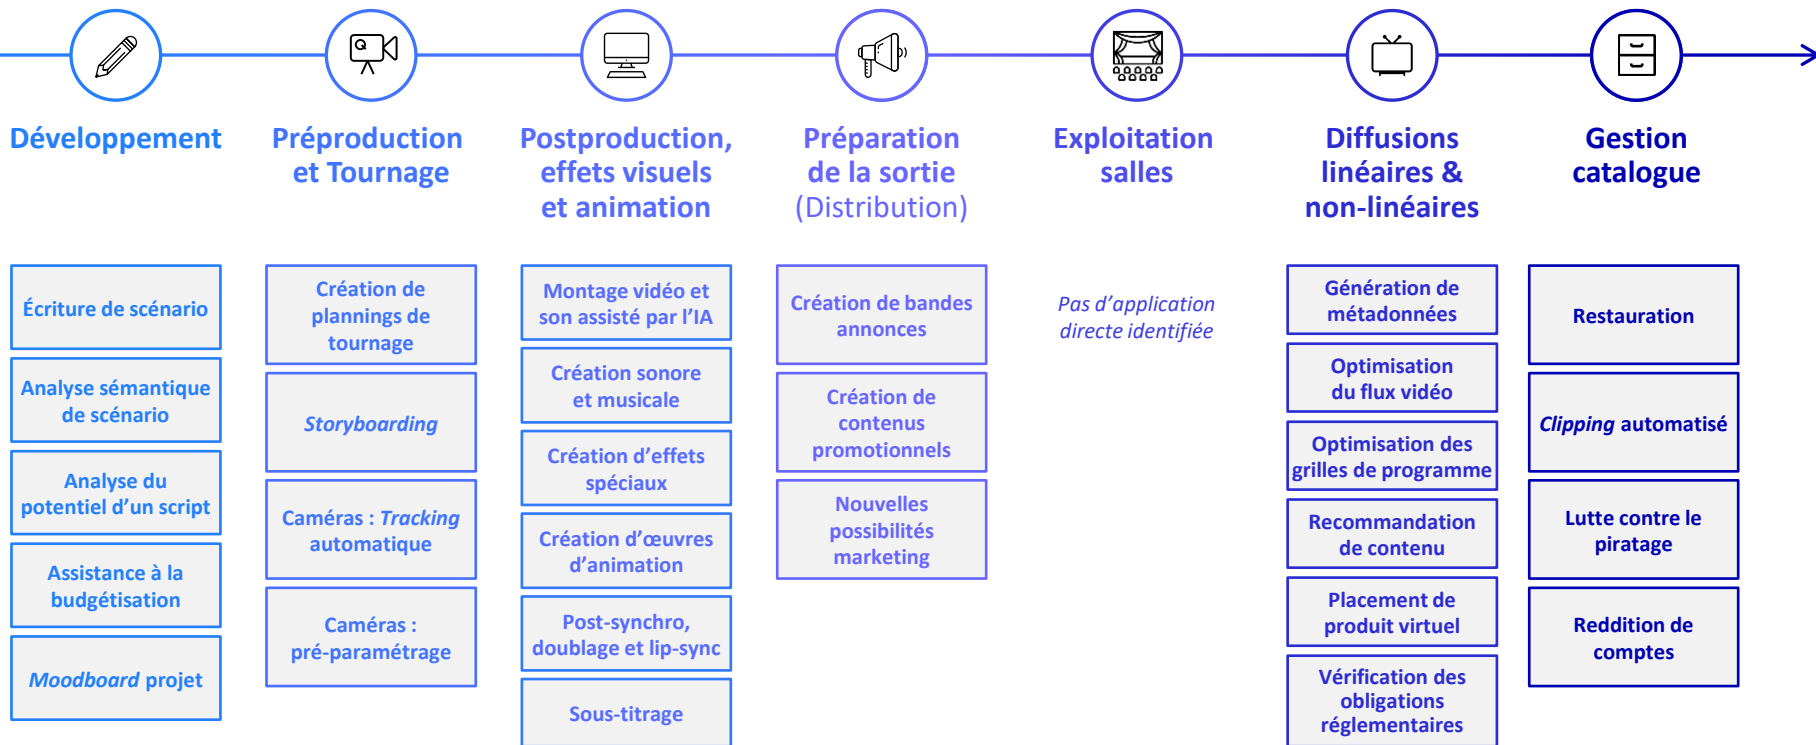 Développement
Préproduction
et Tournage
Postproduction,
effets visuels
et animation
Préparation
de la sortie
(Distribution)
Exploitation
salles
Diffusions
linéaires &
non-linéaires
Gestion
catalogue
Écriture de scénario
Analyse sémantique
de scénario
Analyse du
potentiel d’un script
Assistance à la
budgétisation
Moodboard projet
Création de
plannings de
tournage
Storyboarding
Caméras : Tracking
automatique
Caméras :
pré-paramétrage
Montage vidéo et
son assisté par l’IA
Création sonore
et musicale
Création d’effets
spéciaux
Création d’œuvres
d’animation
Post-synchro,
doublage et lip-sync
Sous-titrage
Création de bandes
annonces
Création de
contenus
promotionnels
Nouvelles
possibilités
marketing
Pas d’application
directe identifiée
Génération de
métadonnées
Optimisation
du flux vidéo
Optimisation des
grilles de programme
Recommandation
de contenu
Placement de
produit virtuel
Vérification des
obligations
réglementaires
Restauration
Clipping automatisé
Lutte contre le
piratage
Reddition de
comptes